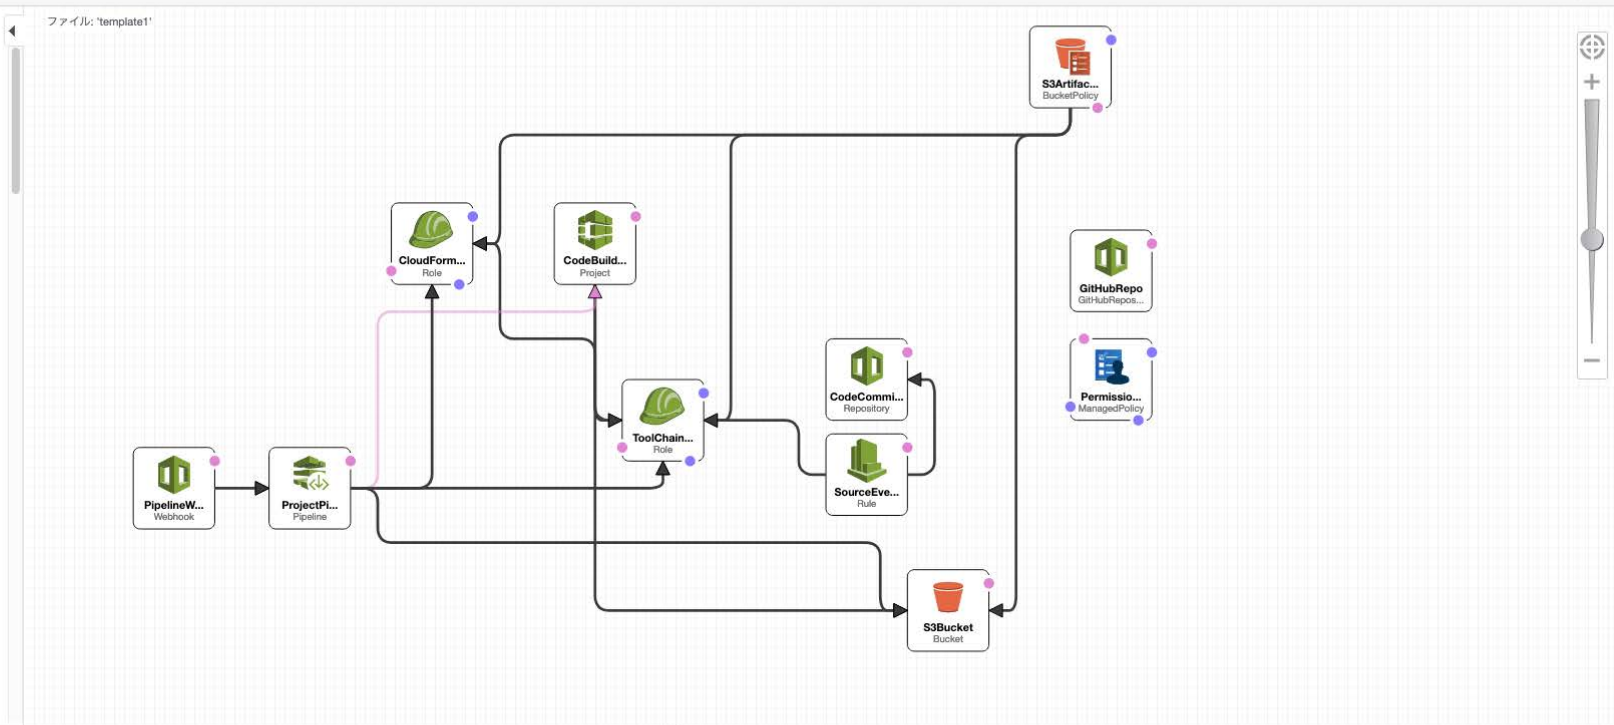 ファイル: 'template1'
S3Artifac...
BucketPolicy
CloudForm...
Role
CodeBuild...
Project
GitHubRepo
GitHubRepos...
CodeCommi...
Repository
Permissio...
ManagedPolicy
ToolChain...
Role
PipelineW...
Webhook
ProjectPi...
Pipeline
SourceEve...
Rule
S3Bucket
Bucket